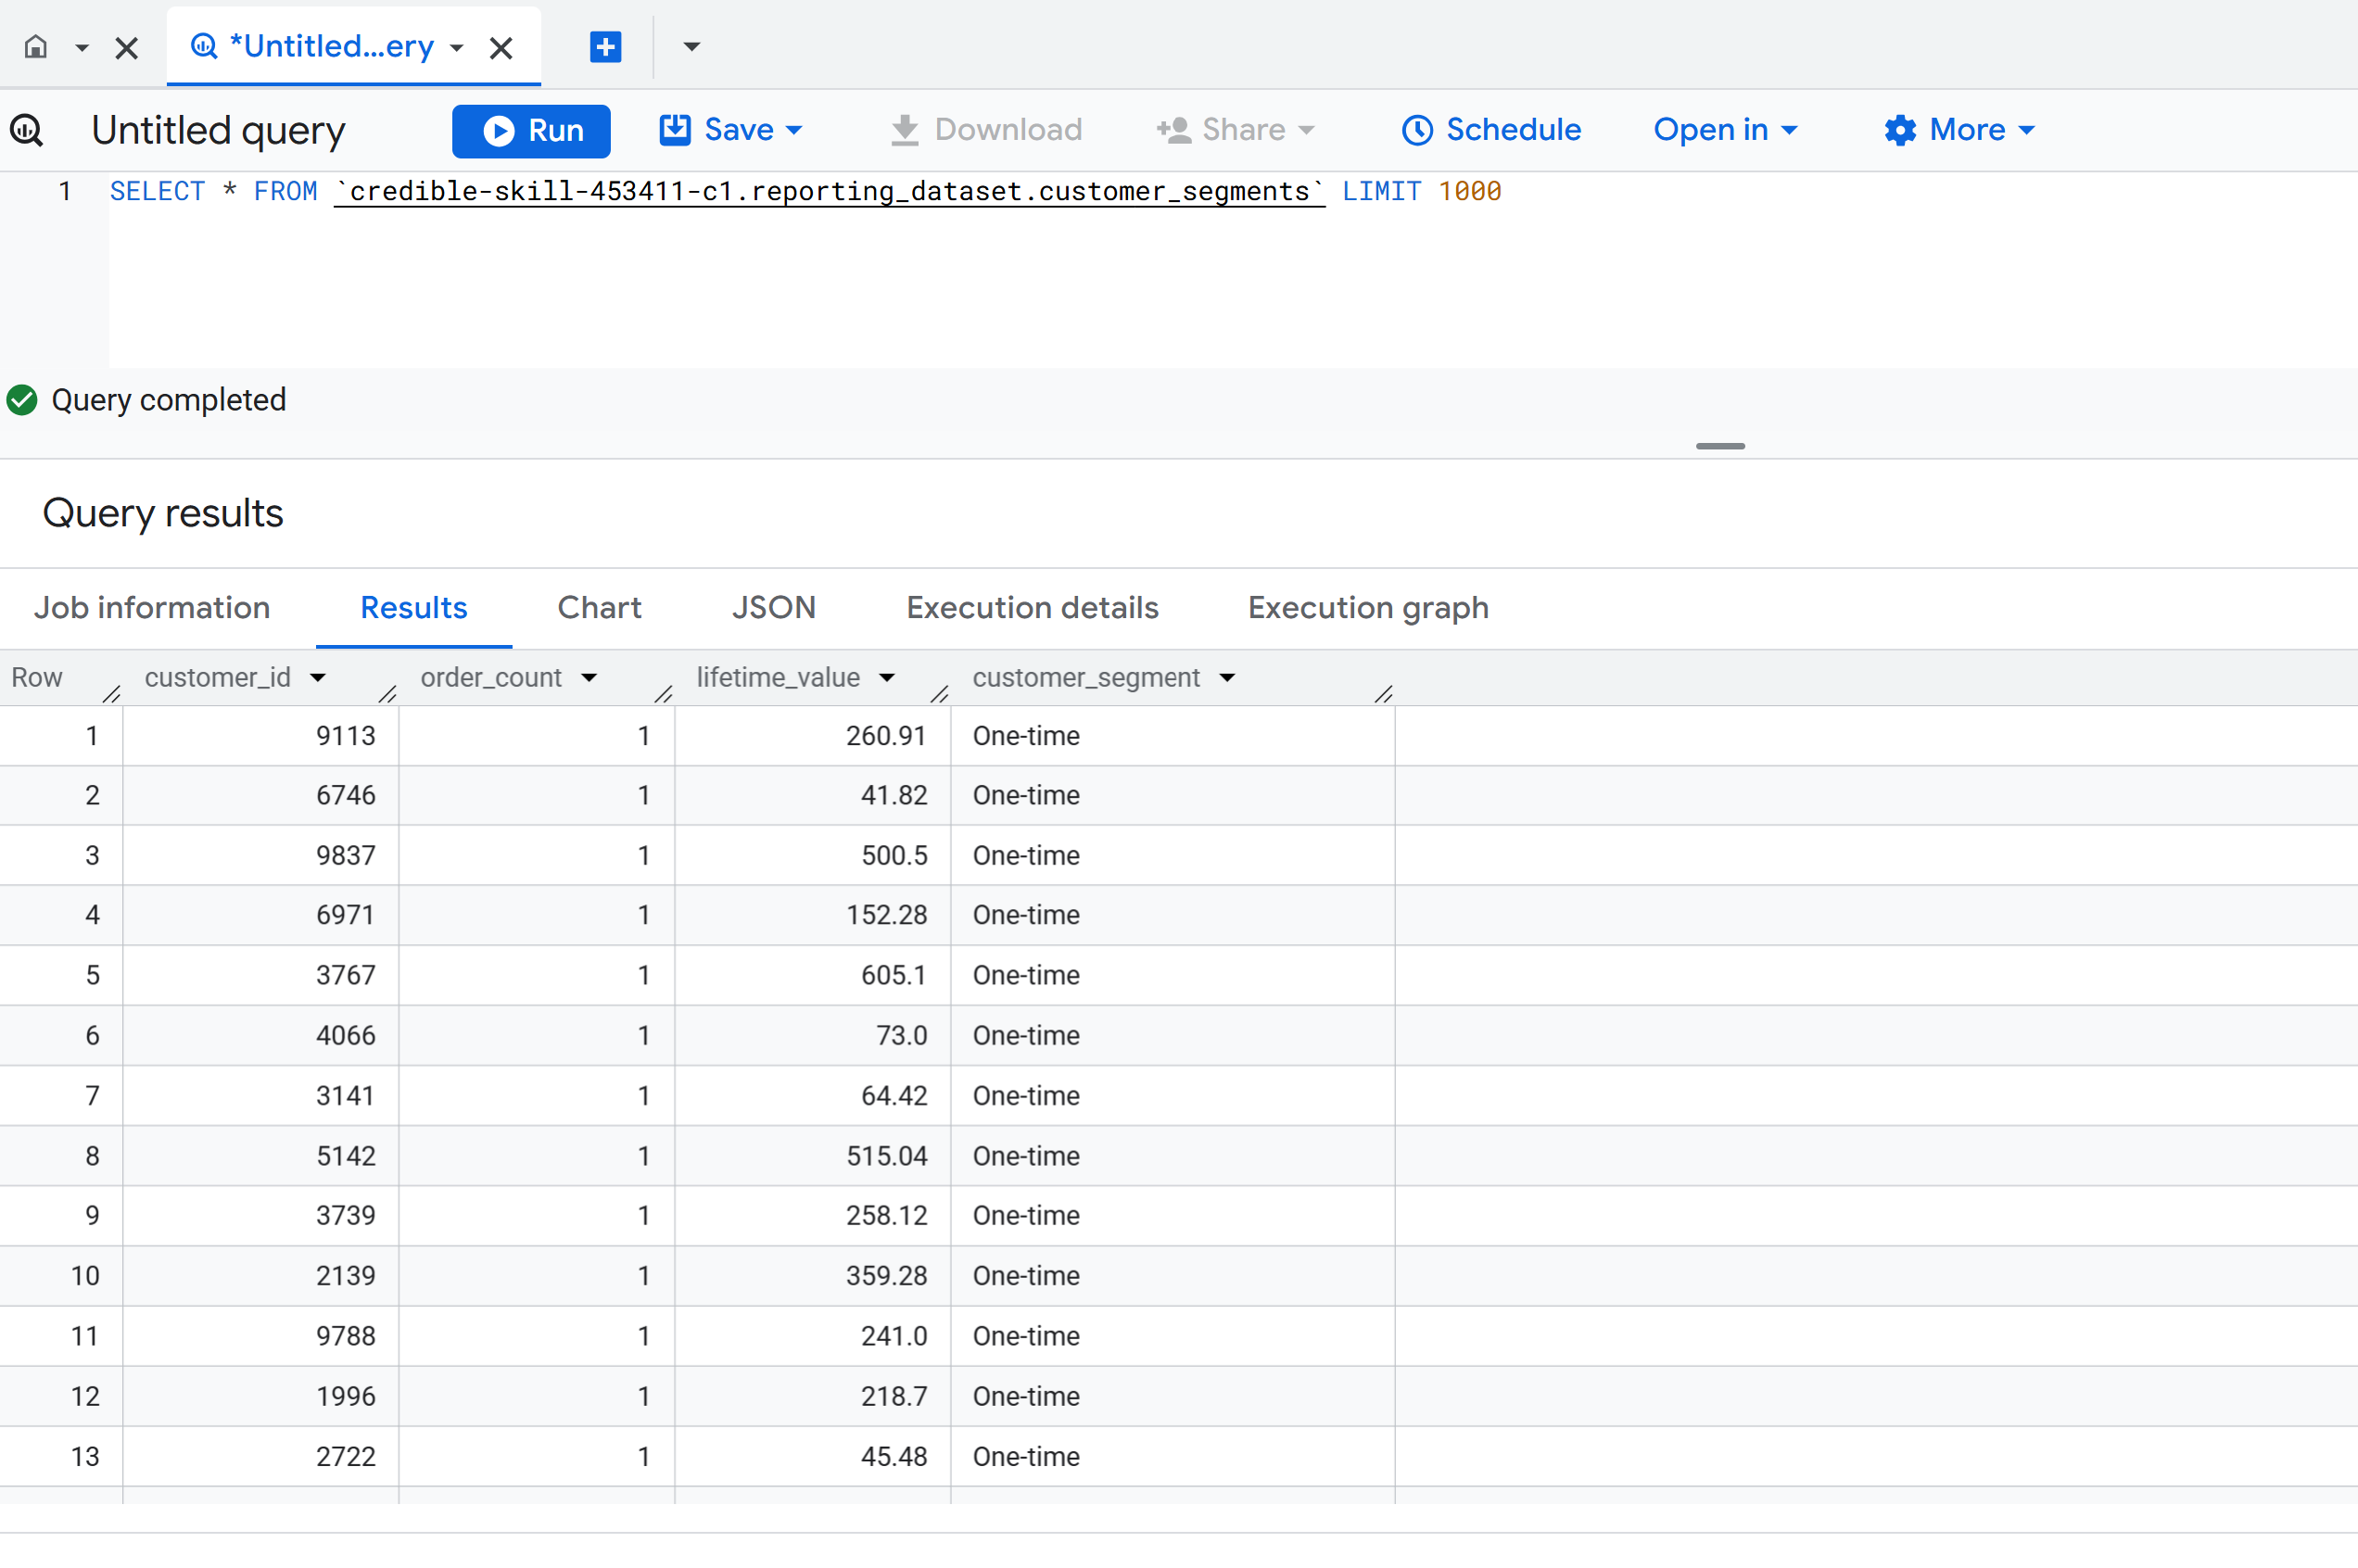 *Untitled...ery
Untitled query Run Save Download Share Schedule Open in More
1 SELECT * FROM `credible-skill-453411-c1.reporting_dataset.customer_segments` LIMIT 1000
Query completed
Query results
Job information Results Chart JSON Execution details Execution graph
Row customer_id order_count lifetime_value customer_segment
1 9113 1 260.91 One-time
2 6746 1 41.82 One-time
3 9837 1 500.5 One-time
4 6971 1 152.28 One-time
5 3767 1 605.1 One-time
6 4066 1 73.0 One-time
7 3141 1 64.42 One-time
8 5142 1 515.04 One-time
9 3739 1 258.12 One-time
10 2139 1 359.28 One-time
11 9788 1 241.0 One-time
12 1996 1 218.7 One-time
13 2722 1 45.48 One-time